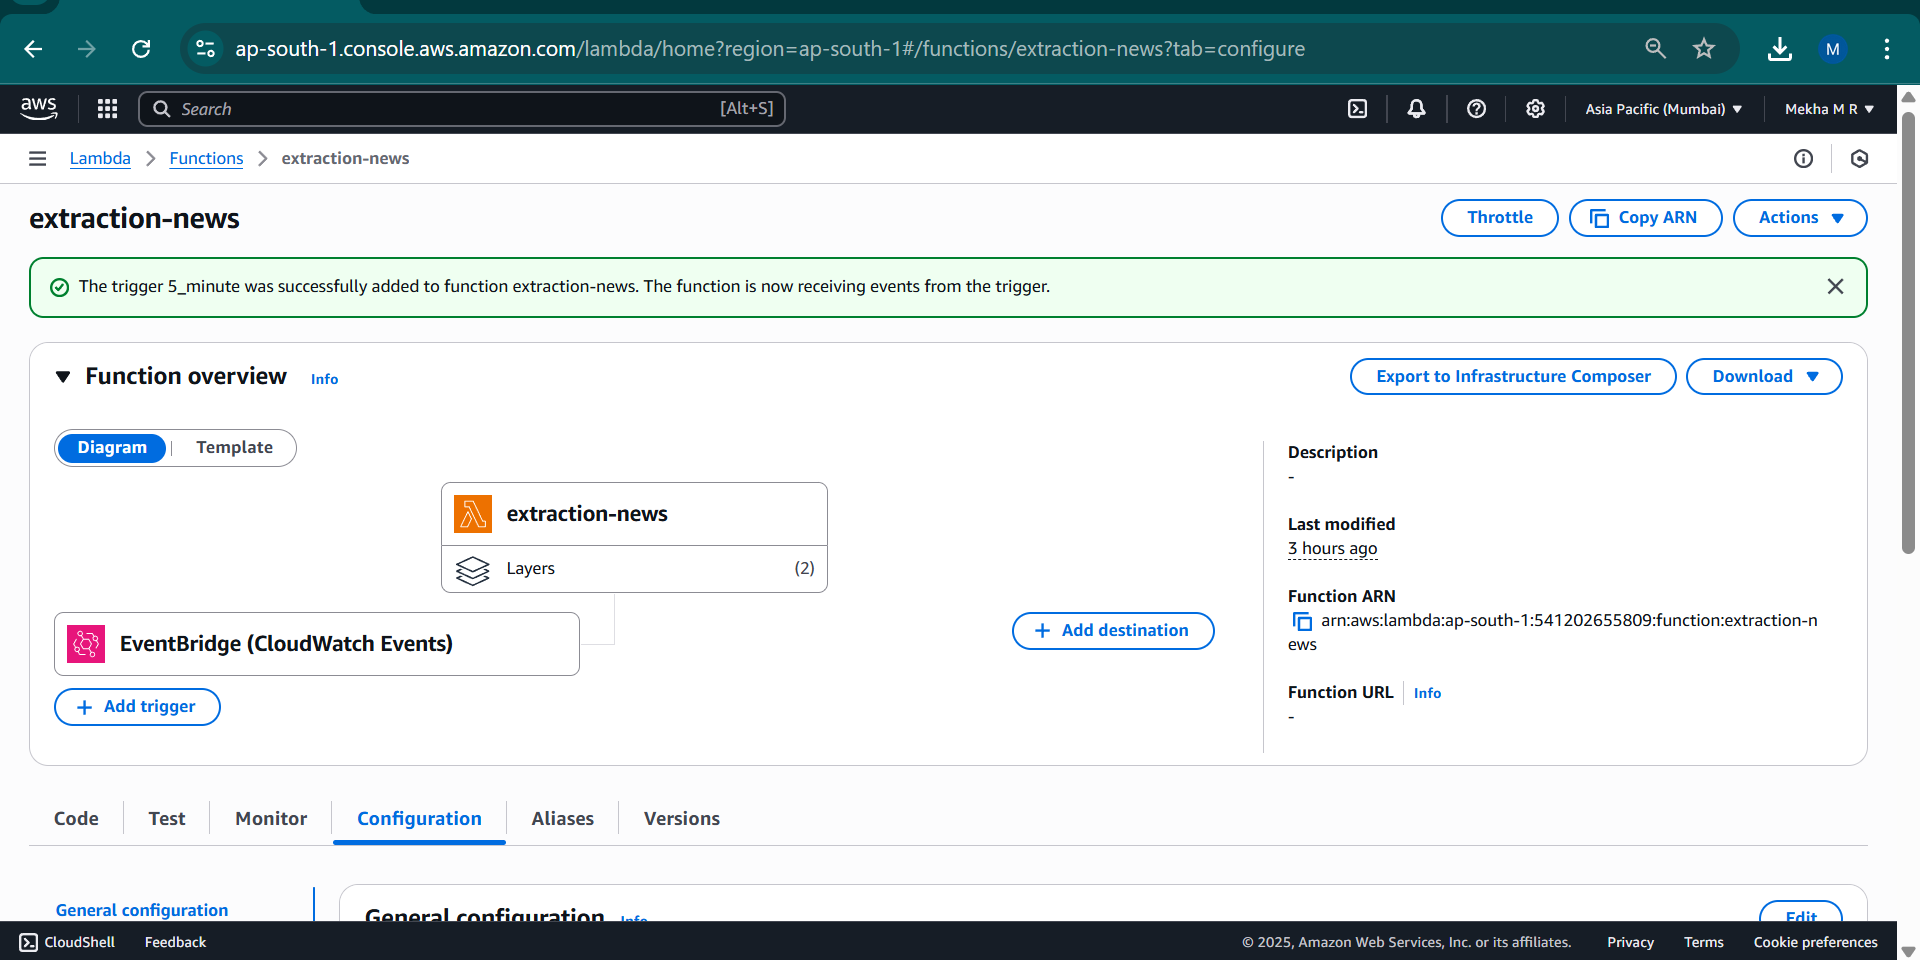 ap-south-1.console.aws.amazon.com/lambda/home?region=ap-south-1#/functions/extraction-news?tab=configure
M
aws
Search
[Alt+S]
Asia Pacific (Mumbai)
Mekha M R
Lambda
Functions
extraction-news
extraction-news
Throttle
Copy ARN
Actions
The trigger 5_minute was successfully added to function extraction-news. The function is now receiving events from the trigger.
Function overview
Info
Export to Infrastructure Composer
Download
Diagram
Template
extraction-news
Layers
(2)
EventBridge (CloudWatch Events)
Add trigger
Add destination
Description
-
Last modified
3 hours ago
Function ARN
arn:aws:lambda:ap-south-1:541202655809:function:extraction-n
ews
Function URL
Info
-
Code
Test
Monitor
Configuration
Aliases
Versions
General configuration
General configuration
Info
Edit
CloudShell
Feedback
© 2025, Amazon Web Services, Inc. or its affiliates.
Privacy
Terms
Cookie preferences